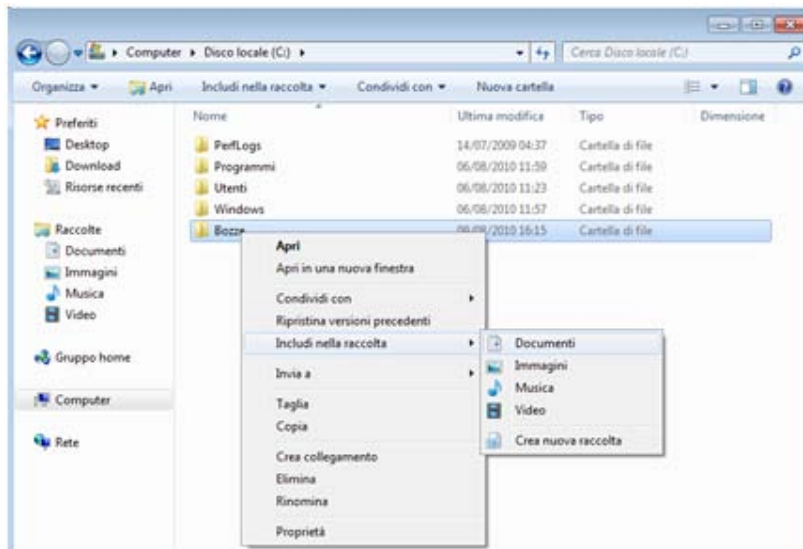 Computer ▸ Disco locale (C:) ▸
Cerca Disco locale (C:)
Organizza Apri Includi nella raccolta Condividi con Nuova cartella
Nome Ultima modifica Tipo Dimensione
Preferiti
Desktop
Download
Risorse recenti
Raccolte
Documenti
Immagini
Musica
Video
Gruppo home
Computer
Rete
PerfLogs 14/07/2009 04:37 Cartella di file
Programmi 06/08/2010 11:59 Cartella di file
Utenti 06/08/2010 11:23 Cartella di file
Windows 06/08/2010 11:57 Cartella di file
Bozze 16:15 Cartella di file
Apri
Apri in una nuova finestra
Condividi con
Ripristina versioni precedenti
Includi nella raccolta
Invia a
Taglia
Copia
Crea collegamento
Elimina
Rinomina
Proprietà
Documenti
Immagini
Musica
Video
Crea nuova raccolta